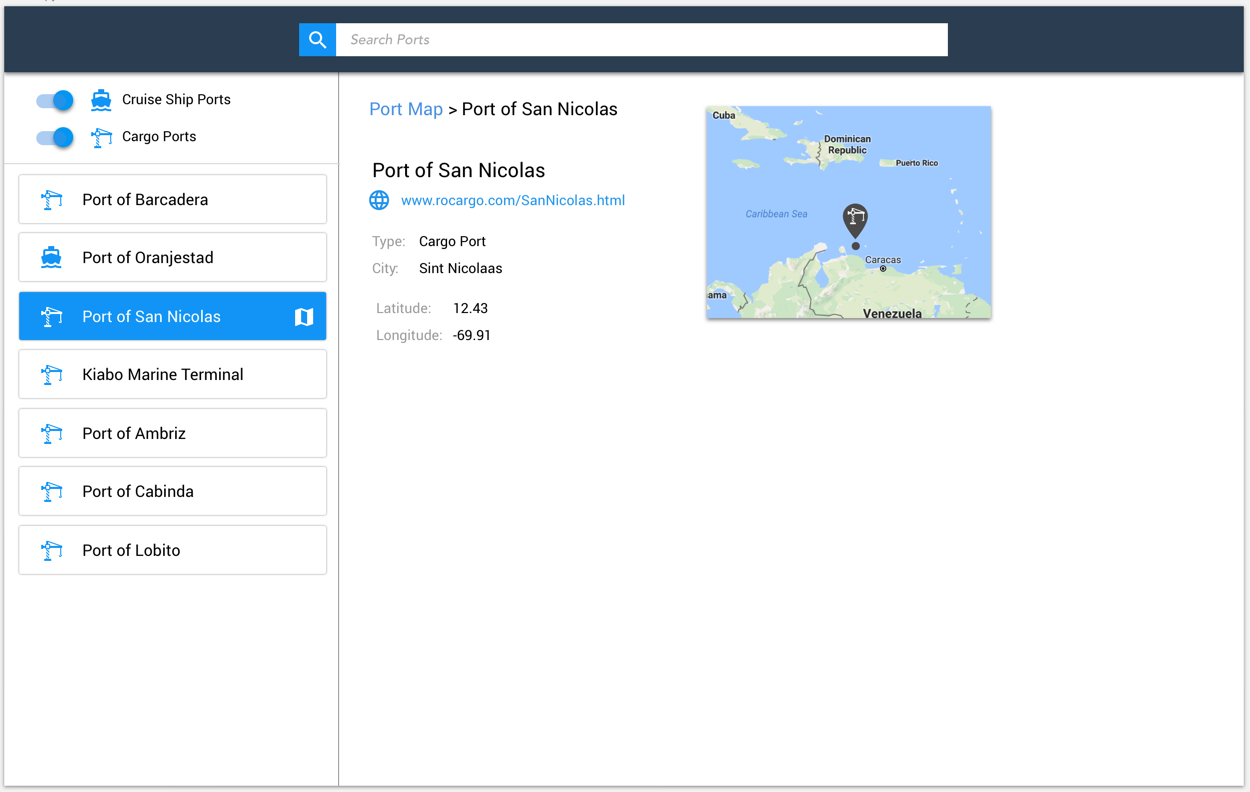 Search Ports
Cruise Ship Ports
Cargo Ports
Port of Barcadera
Port of Oranjestad
Port of San Nicolas
Kiabo Marine Terminal
Port of Ambriz
Port of Cabinda
Port of Lobito
Port Map > Port of San Nicolas
Port of San Nicolas
www.rocargo.com/SanNicolas.html
Type: Cargo Port
City: Sint Nicolaas
Latitude: 12.43
Longitude: -69.91
Cuba
Dominican
Republic
Puerto Rico
Caribbean Sea
Caracas
ama
Venezuela